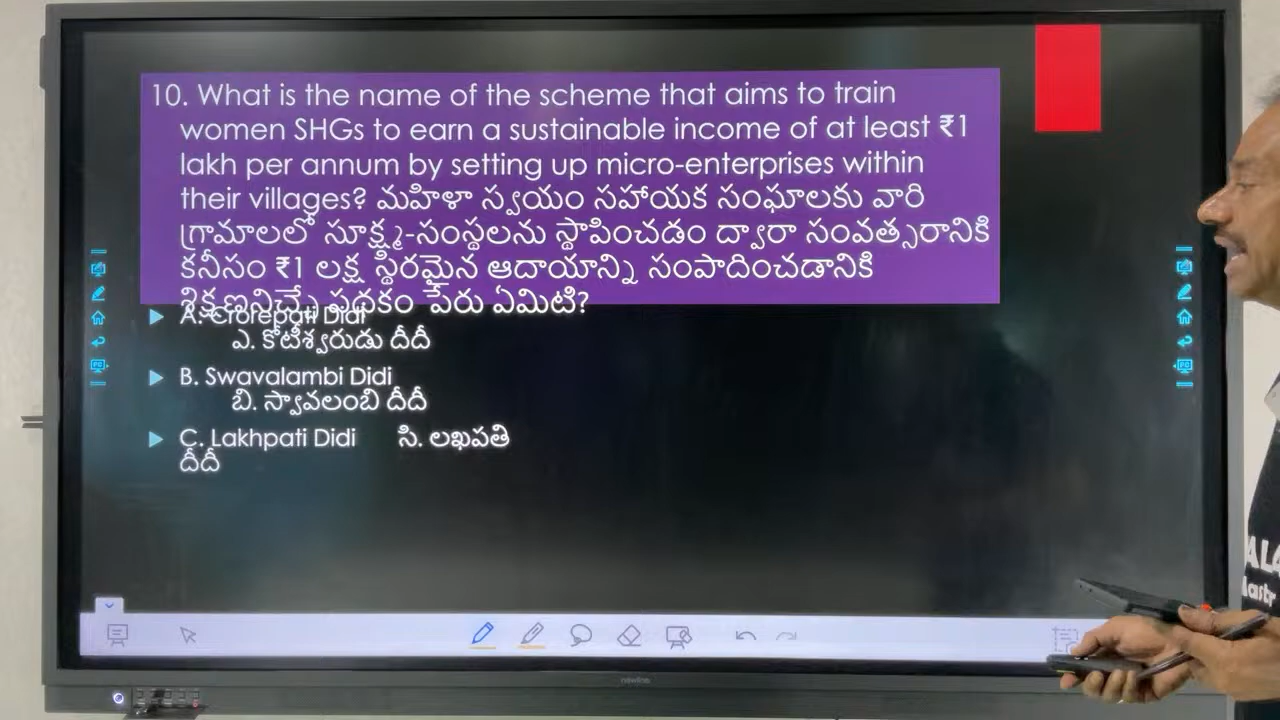 10. What is the name of the scheme that aims to train
women SHGs to earn a sustainable income of at least ₹1
lakh per annum by setting up micro-enterprises within
their villages? మహిళా స్వయం సహాయక సంఘాలకు వారి
గ్రామాలలో సూక్ష్మ-సంస్థలను స్థాపించడం ద్వారా సంవత్సరానికి
కనీసం ₹1 లక్ష స్థిరమైన ఆదాయాన్ని సంపాదించడానికి
శిక్షణనిచ్చే పథకం పేరు ఏమిటి?
A. Crorepati Didi
ఎ. కోటీశ్వరుడు దీదీ
B. Swavalambi Didi
బి. స్వావలంబి దీదీ
C. Lakhpati Didi సి. లఖపతి
దీదీ
newline